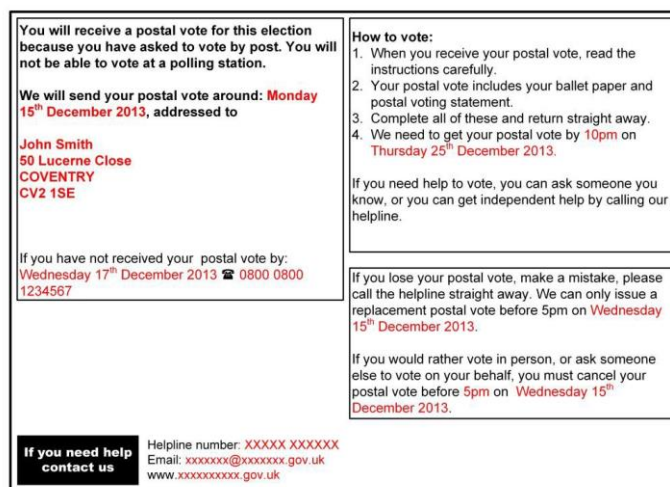 You will receive a postal vote for this election
because you have asked to vote by post. You will
not be able to vote at a polling station.
We will send your postal vote around: Monday
15th December 2013, addressed to
John Smith
50 Lucerne Close
COVENTRY
CV2 1SE
If you have not received your postal vote by:
Wednesday 17th December 2013 ☎ 0800 0800
1234567
How to vote:
1. When you receive your postal vote, read the
instructions carefully.
2. Your postal vote includes your ballet paper and
postal voting statement.
3. Complete all of these and return straight away.
4. We need to get your postal vote by 10pm on
Thursday 25th December 2013.
If you need help to vote, you can ask someone you
know, or you can get independent help by calling our
helpline.
If you lose your postal vote, make a mistake, please
call the helpline straight away. We can only issue a
replacement postal vote before 5pm on Wednesday
15th December 2013.
If you would rather vote in person, or ask someone
else to vote on your behalf, you must cancel your
postal vote before 5pm on Wednesday 15th
December 2013.
If you need help
contact us
Helpline number: XXXXX XXXXXX
Email: xxxxxxx@xxxxxxx.gov.uk
www.xxxxxxxxxx.gov.uk